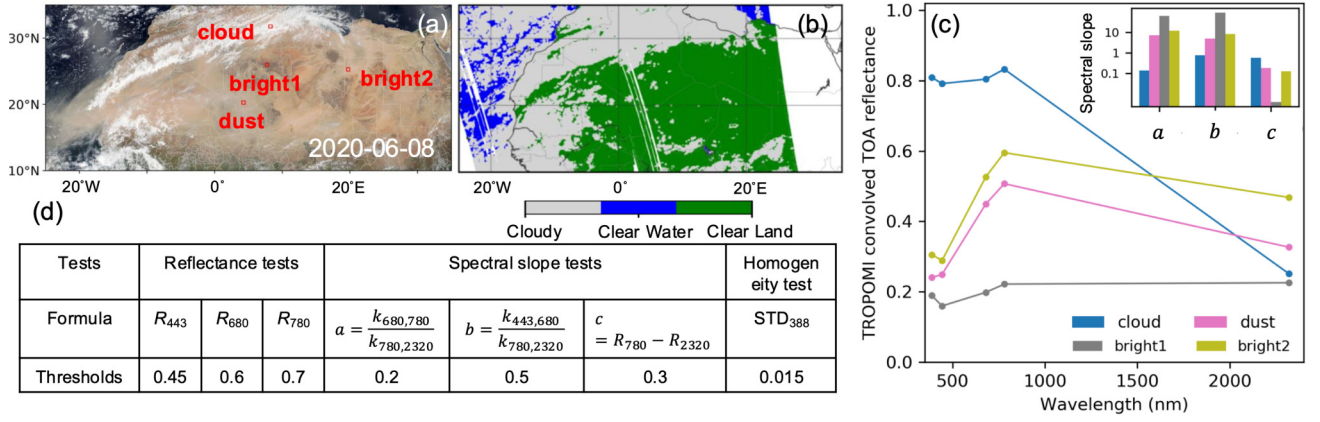 (a)
cloud
bright1
bright2
dust
2020-06-08
30°N
20°N
10°N
20°W
0°
20°E
(b)
20°W
0°
20°E
Cloudy
Clear Water
Clear Land
(c)
TROPOMI convolved TOA reflectance
1.0
0.8
0.6
0.4
0.2
0.0
500
1000
1500
2000
Wavelength (nm)
Spectral slope
10
1
0.1
a
b
c
cloud
dust
bright1
bright2
(d)
Tests
Reflectance tests
Spectral slope tests
Homogen
eity test
Formula
R443
R680
R780
a = k680,780 / k780,2320
b = k443,680 / k780,2320
c
= R780 − R2320
STD388
Thresholds
0.45
0.6
0.7
0.2
0.5
0.3
0.015